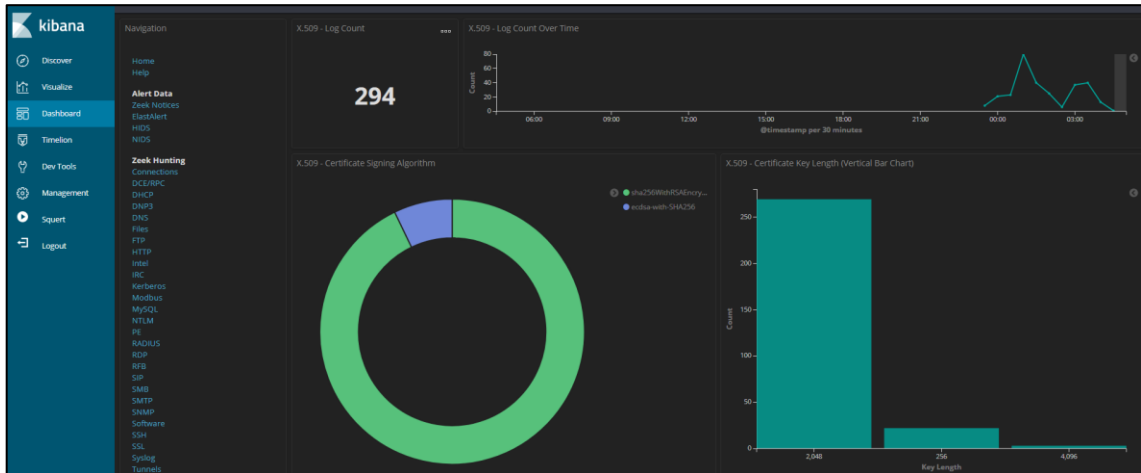 kibana
Discover
Visualize
Dashboard
Timelion
Dev Tools
Management
Squert
Logout
Navigation
Home
Help
Alert Data
Zeek Notices
ElastAlert
HIDS
NIDS
Zeek Hunting
Connections
DCE/RPC
DHCP
DNP3
DNS
Files
FTP
HTTP
Intel
IRC
Kerberos
Modbus
MySQL
NTLM
PE
RADIUS
RDP
RFB
SIP
SMB
SMTP
SNMP
Software
SSH
SSL
Syslog
Tunnels
X.509 - Log Count
294
X.509 - Log Count Over Time
80
60
40
20
0
Count
06:00 09:00 12:00 15:00 18:00 21:00 00:00 03:00
@timestamp per 30 minutes
X.509 - Certificate Signing Algorithm
sha256WithRSAEncry...
ecdsa-with-SHA256
X.509 - Certificate Key Length (Vertical Bar Chart)
250
200
150
100
50
0
Count
2,048 256 4,096
Key Length